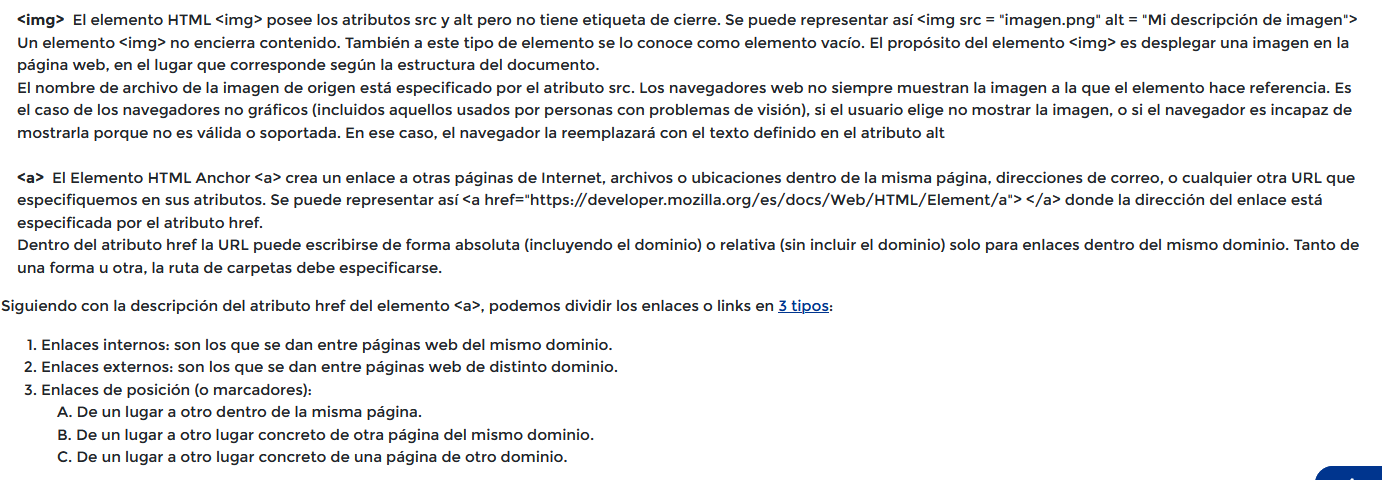 <img> El elemento HTML <img> posee los atributos src y alt pero no tiene etiqueta de cierre. Se puede representar así <img src = "imagen.png" alt = "Mi descripción de imagen">
Un elemento <img> no encierra contenido. También a este tipo de elemento se lo conoce como elemento vacío. El propósito del elemento <img> es desplegar una imagen en la
página web, en el lugar que corresponde según la estructura del documento.
El nombre de archivo de la imagen de origen está especificado por el atributo src. Los navegadores web no siempre muestran la imagen a la que el elemento hace referencia. Es
el caso de los navegadores no gráficos (incluidos aquellos usados por personas con problemas de visión), si el usuario elige no mostrar la imagen, o si el navegador es incapaz de
mostrarla porque no es válida o soportada. En ese caso, el navegador la reemplazará con el texto definido en el atributo alt
<a> El Elemento HTML Anchor <a> crea un enlace a otras páginas de Internet, archivos o ubicaciones dentro de la misma página, direcciones de correo, o cualquier otra URL que
especifiquemos en sus atributos. Se puede representar así <a href="https://developer.mozilla.org/es/docs/Web/HTML/Element/a"> </a> donde la dirección del enlace está
especificada por el atributo href.
Dentro del atributo href la URL puede escribirse de forma absoluta (incluyendo el dominio) o relativa (sin incluir el dominio) solo para enlaces dentro del mismo dominio. Tanto de
una forma u otra, la ruta de carpetas debe especificarse.
Siguiendo con la descripción del atributo href del elemento <a>, podemos dividir los enlaces o links en 3 tipos:
1. Enlaces internos: son los que se dan entre páginas web del mismo dominio.
2. Enlaces externos: son los que se dan entre páginas web de distinto dominio.
3. Enlaces de posición (o marcadores):
A. De un lugar a otro dentro de la misma página.
B. De un lugar a otro lugar concreto de otra página del mismo dominio.
C. De un lugar a otro lugar concreto de una página de otro dominio.